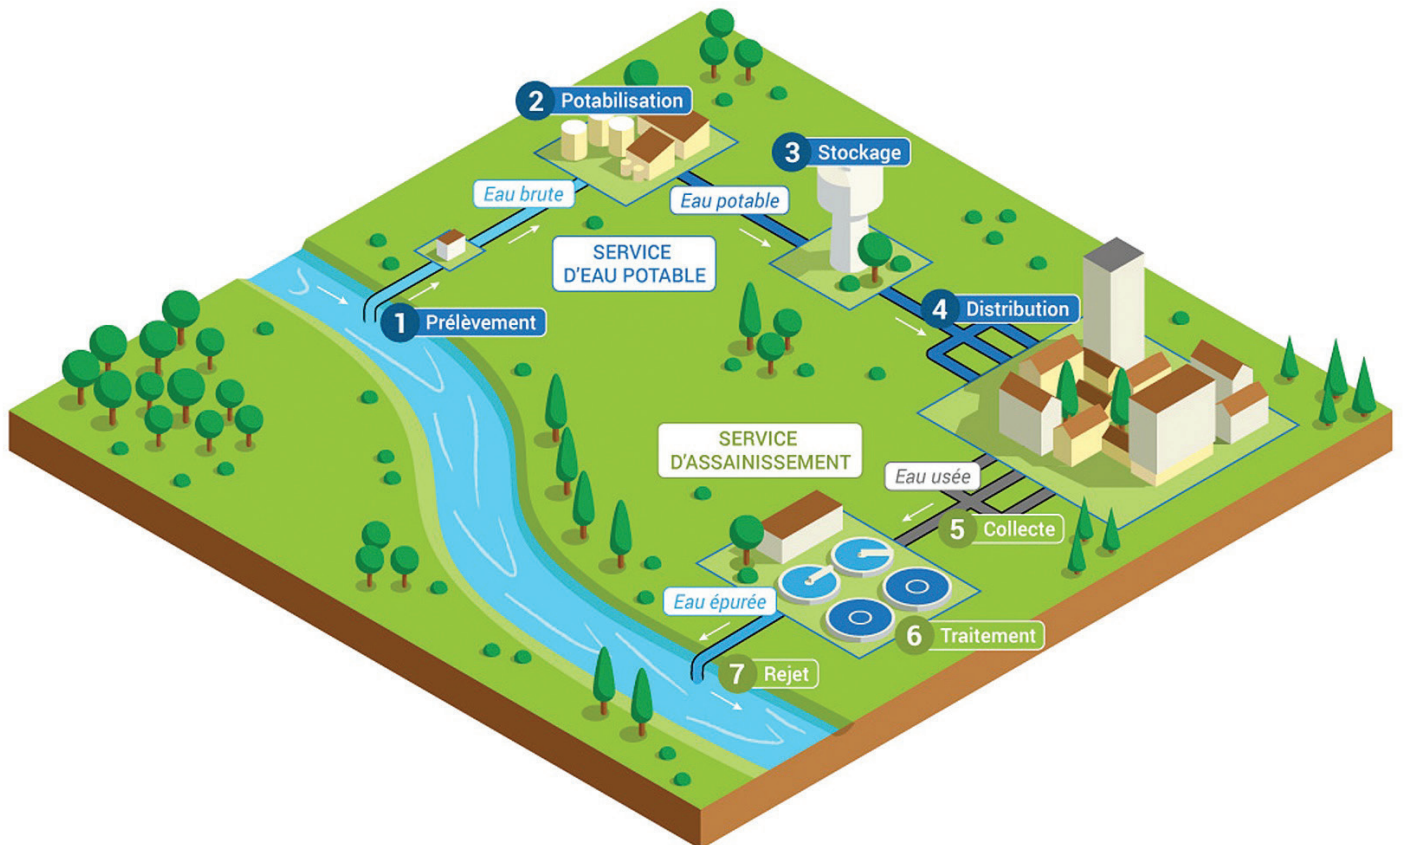 2 Potabilisation
3 Stockage
Eau brute
Eau potable
SERVICE
D'EAU POTABLE
1 Prélèvement
4 Distribution
SERVICE
D'ASSAINISSEMENT
Eau usée
5 Collecte
Eau épurée
6 Traitement
7 Rejet